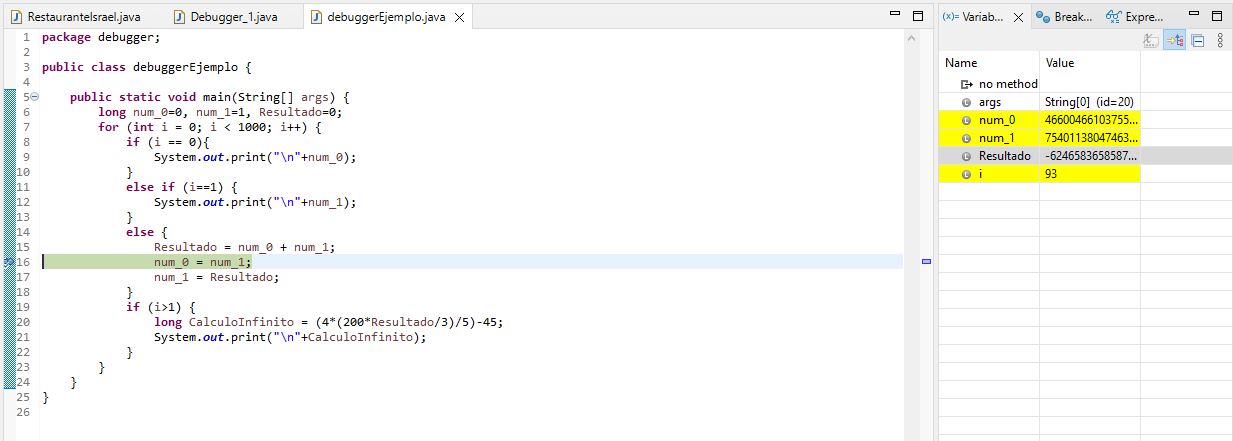 RestauranteIsrael.java Debugger_1.java debuggerEjemplo.java
1 package debugger;
2
3 public class debuggerEjemplo {
4
5 public static void main(String[] args) {
6 long num_0=0, num_1=1, Resultado=0;
7 for (int i = 0; i < 1000; i++) {
8 if (i == 0){
9 System.out.print("\n"+num_0);
10 }
11 else if (i==1) {
12 System.out.print("\n"+num_1);
13 }
14 else {
15 Resultado = num_0 + num_1;
16 num_0 = num_1;
17 num_1 = Resultado;
18 }
19 if (i>1) {
20 long CalculoInfinito = (4*(200*Resultado/3)/5)-45;
21 System.out.print("\n"+CalculoInfinito);
22 }
23 }
24 }
25 }
26
(x)= Variab... Break... Expre...
Name Value
no method
args String[0] (id=20)
num_0 46600466103755...
num_1 75401138047463...
Resultado -6246583658587...
i 93